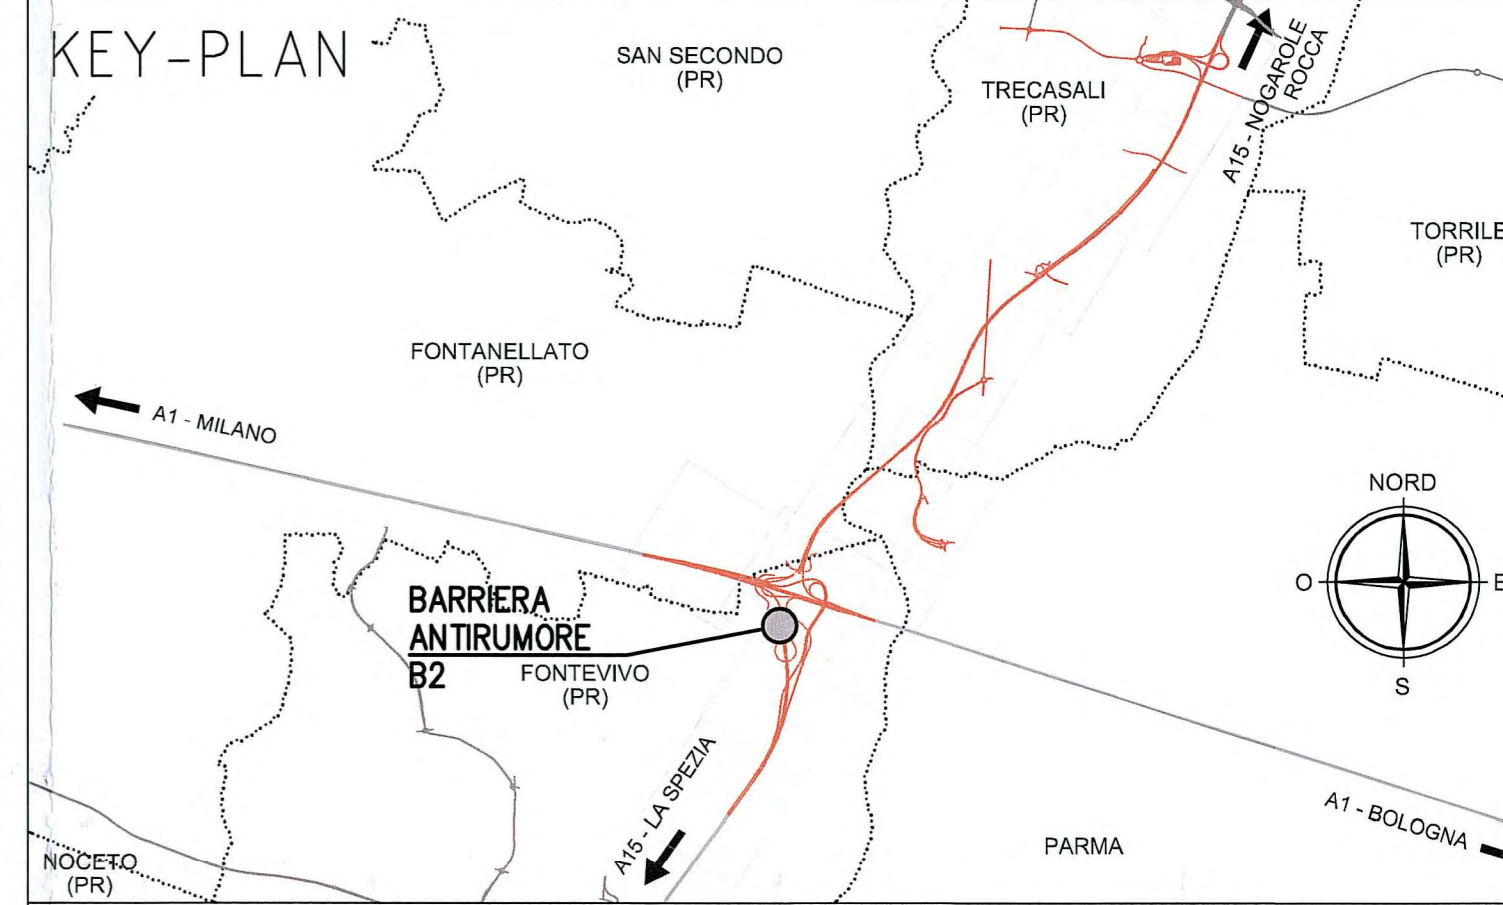 KEY-PLAN
SAN SECONDO
(PR)
TRECASALI
(PR)
A15 - NOGAROLE
ROCCA
TORRILE
(PR)
FONTANELLATO
(PR)
A1 - MILANO
NORD
O
E
S
BARRIERA
ANTIRUMORE
B2
FONTEVIVO
(PR)
A15 - LA SPEZIA
A1 - BOLOGNA
PARMA
NOCETO
(PR)